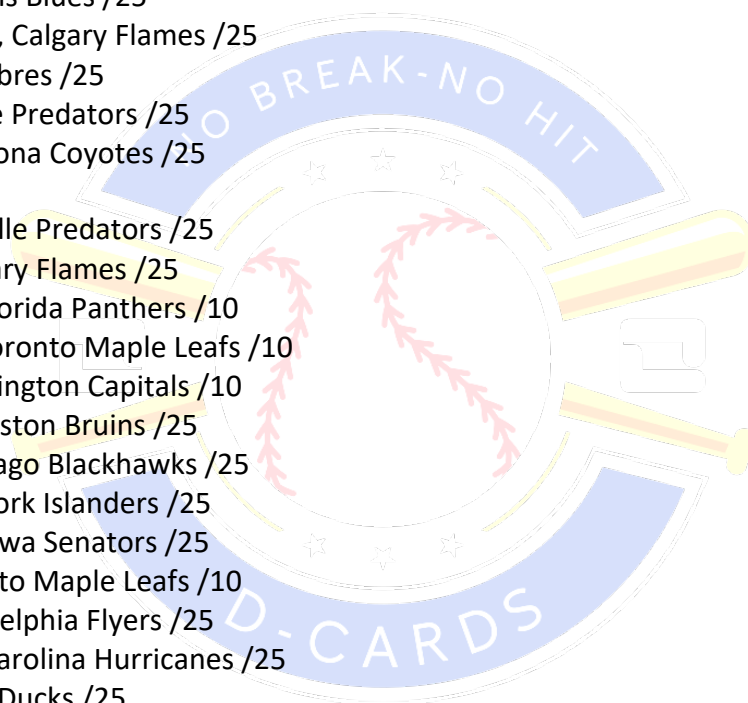 is Blues /25
, Calgary Flames /25
bres /25
e Predators /25
ona Coyotes /25
lle Predators /25
ary Flames /25
orida Panthers /10
oronto Maple Leafs /10
ington Capitals /10
ston Bruins /25
ago Blackhawks /25
ork Islanders /25
wa Senators /25
to Maple Leafs /10
elphia Flyers /25
arolina Hurricanes /25
Ducks /25
NO BREAK-NO HIT
D-CARDS